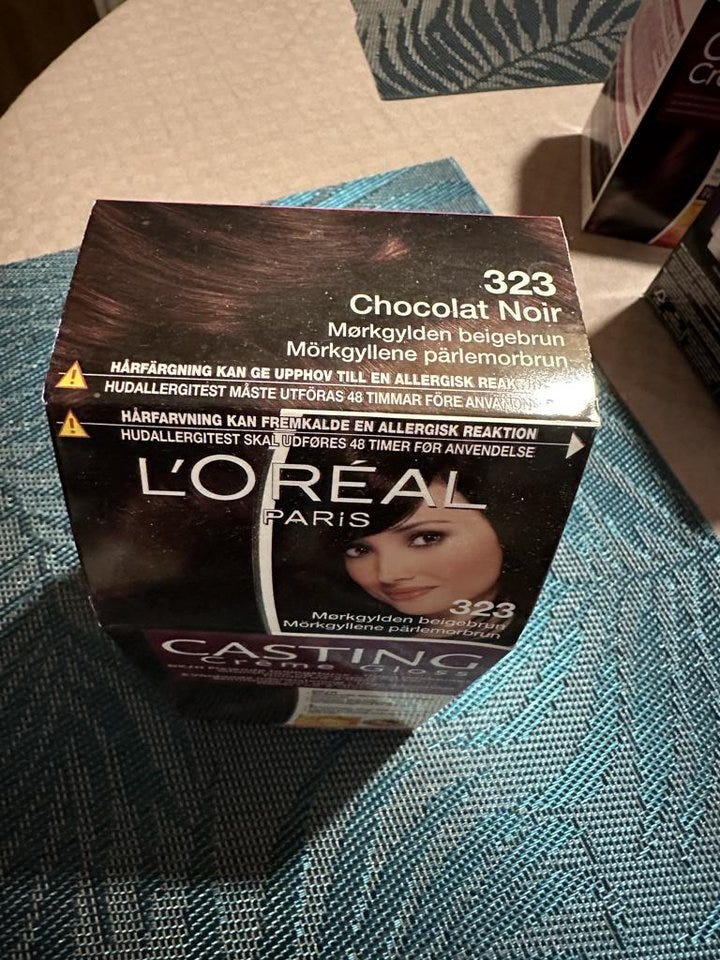 323
Chocolat Noir
Mørkgylden beigebrun
Mörkgyllene pärlemorbrun
HÅRFÄRGNING KAN GE UPPHOV TILL EN ALLERGISK
HUDALLERGITEST MÅSTE UTFÖRAS 48 TIMMAR FÖRE
HÅRFARVNING KAN FREMKALDE EN ALLERGISK REAKTION
HUDALLERGITEST SKAL UDFØRES 48 TIMER FØR ANVENDELSE
L'ORÉAL
PARiS
323
Mørkgylden beigebrun
Mörkgyllene pärlemorbrun
CASTING
Crème Gloss